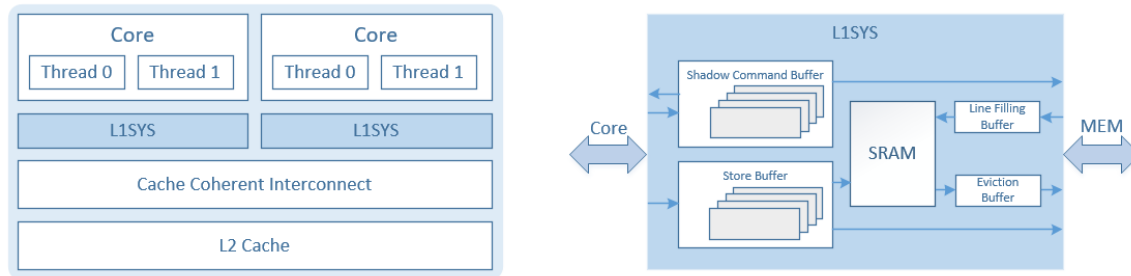 Core
Thread 0
Thread 1
Core
Thread 0
Thread 1
L1SYS
L1SYS
Cache Coherent Interconnect
L2 Cache
L1SYS
Core
Shadow Command Buffer
Store Buffer
SRAM
Line Filling
Buffer
Eviction
Buffer
MEM